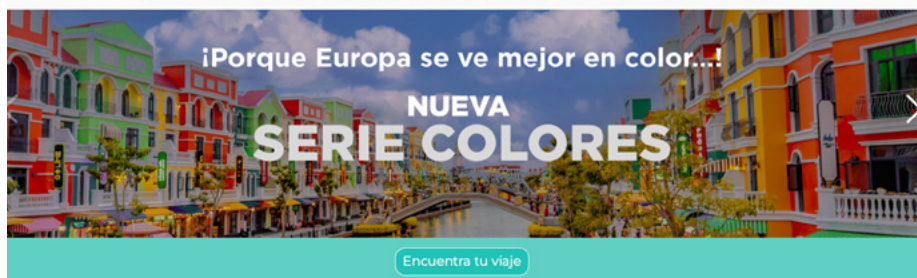 ¡Porque Europa se ve mejor en color...!
NUEVA
SERIE COLORES
Encuentra tu viaje